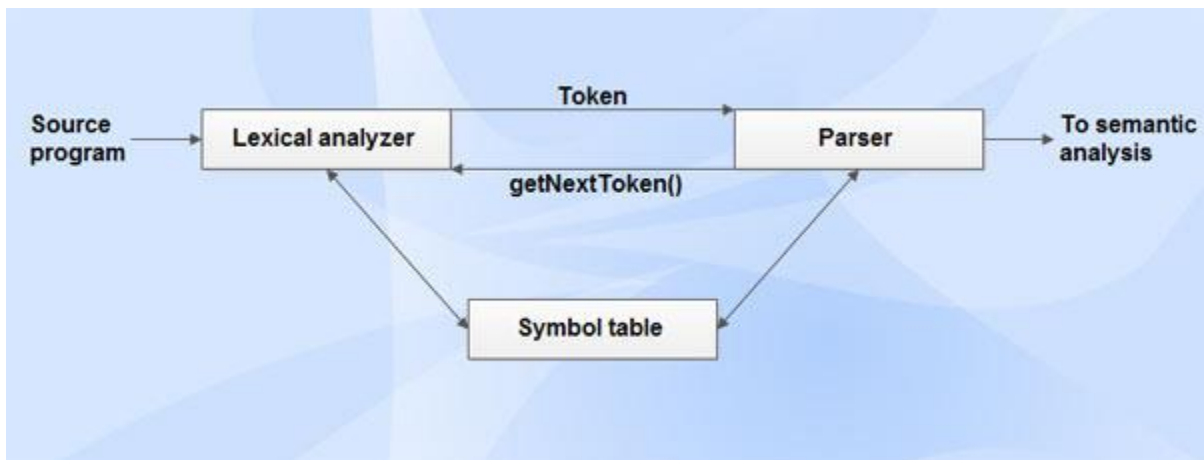 Source
program
Lexical analyzer
Token
getNextToken()
Parser
To semantic
analysis
Symbol table